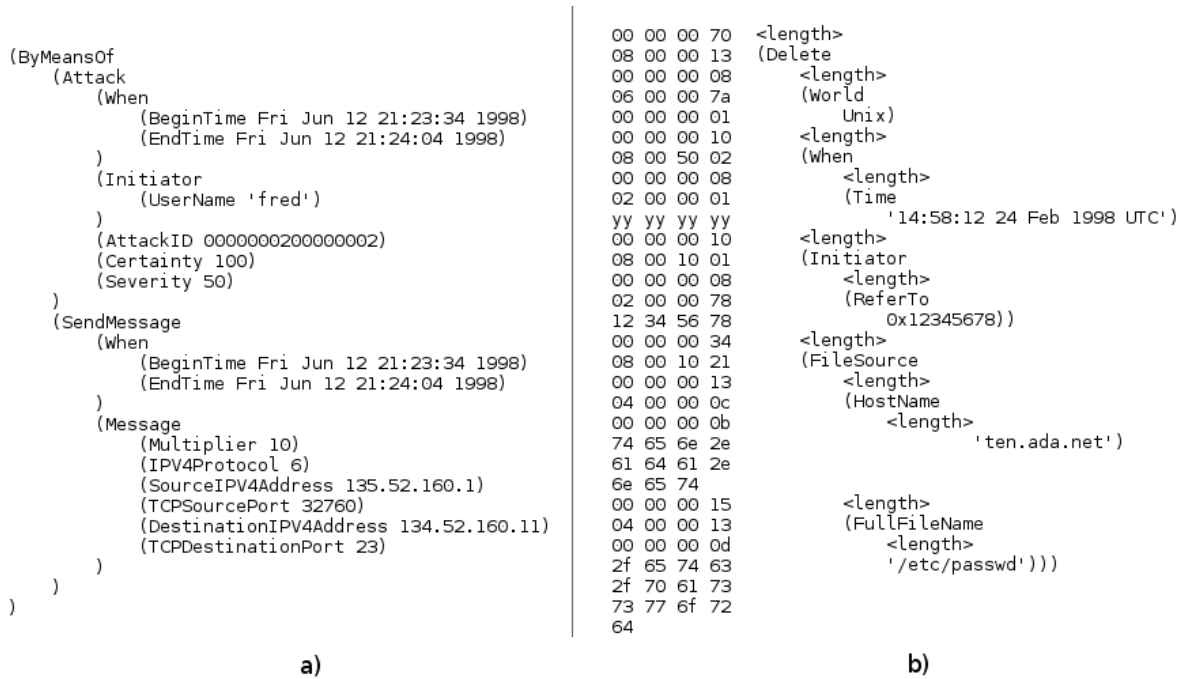 (ByMeansOf
(Attack
(When
(BeginTime Fri Jun 12 21:23:34 1998)
(EndTime Fri Jun 12 21:24:04 1998)
)
(Initiator
(UserName 'fred')
)
(AttackID 0000000200000002)
(Certainty 100)
(Severity 50)
)
(SendMessage
(When
(BeginTime Fri Jun 12 21:23:34 1998)
(EndTime Fri Jun 12 21:24:04 1998)
)
(Message
(Multiplier 10)
(IPV4Protocol 6)
(SourceIPV4Address 135.52.160.1)
(TCPSourcePort 32760)
(DestinationIPV4Address 134.52.160.11)
(TCPDestinationPort 23)
)
)
)
a)
00 00 00 70 <length>
08 00 00 13 (Delete
00 00 00 08 <length>
06 00 00 7a (World
00 00 00 01 Unix)
00 00 00 10 <length>
08 00 50 02 (When
00 00 00 08 <length>
02 00 00 01 (Time
yy yy yy yy '14:58:12 24 Feb 1998 UTC')
00 00 00 10 <length>
08 00 10 01 (Initiator
00 00 00 08 <length>
02 00 00 78 (ReferTo
12 34 56 78 0x12345678))
00 00 00 34 <length>
08 00 10 21 (FileSource
00 00 00 13 <length>
04 00 00 0c (HostName
00 00 00 0b <length>
74 65 6e 2e 'ten.ada.net')
61 64 61 2e
6e 65 74
00 00 00 15 <length>
04 00 00 13 (FullFileName
00 00 00 0d <length>
2f 65 74 63 '/etc/passwd')))
2f 70 61 73
73 77 6f 72
64
b)